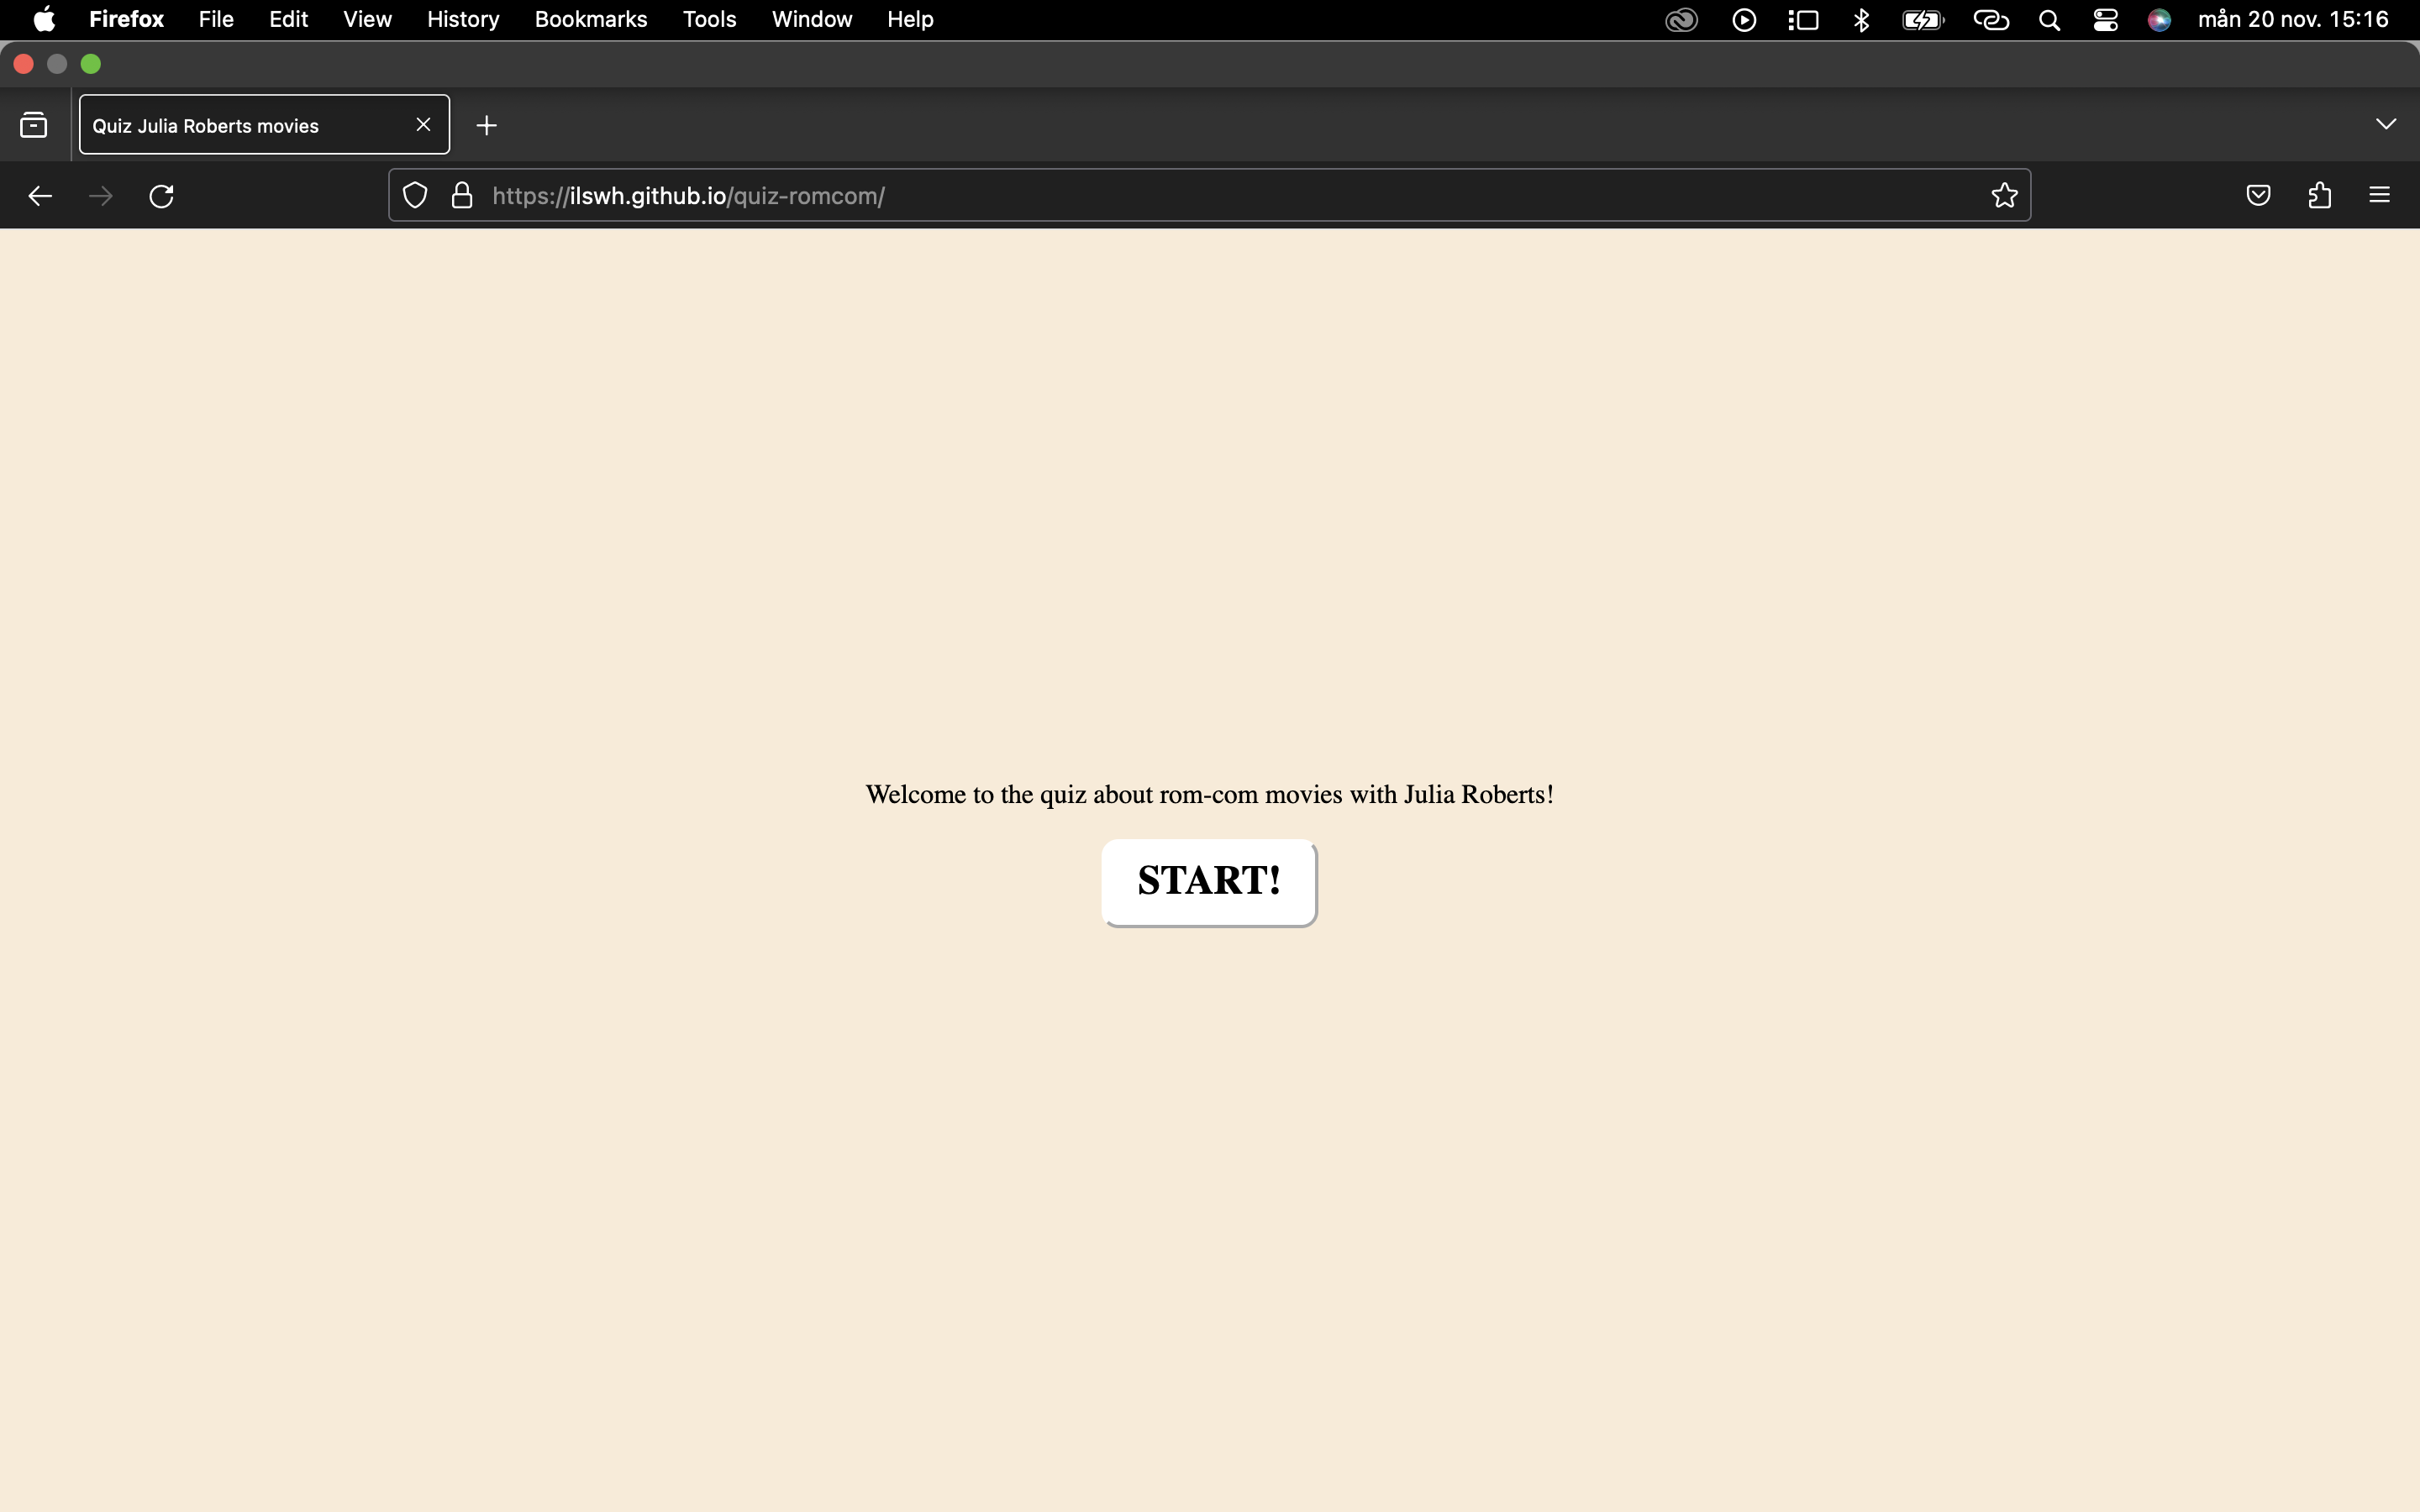 Firefox File Edit View History Bookmarks Tools Window Help mån 20 nov. 15:16
Quiz Julia Roberts movies
https://ilswh.github.io/quiz-romcom/
Welcome to the quiz about rom-com movies with Julia Roberts!
START!